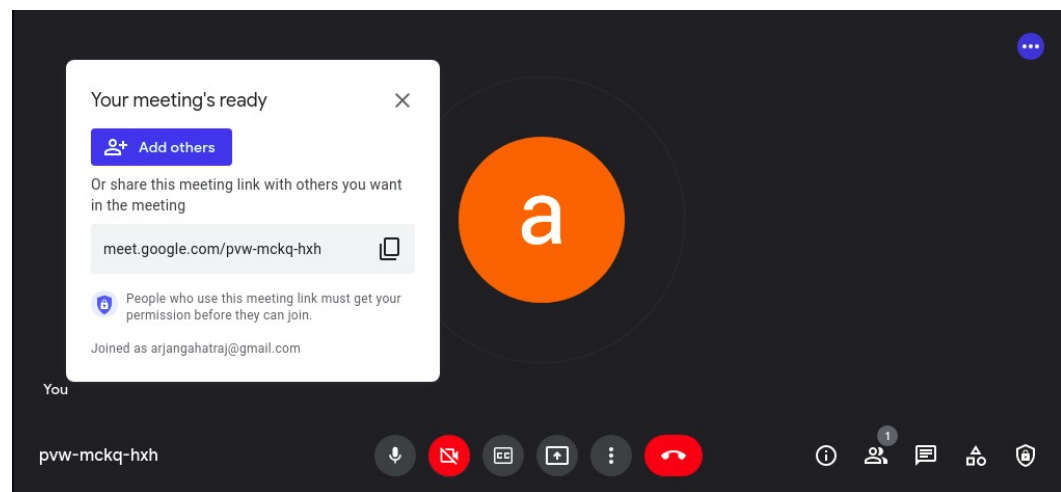 Your meeting's ready
Add others
Or share this meeting link with others you want
in the meeting
meet.google.com/pvw-mckq-hxh
People who use this meeting link must get your
permission before they can join.
Joined as arjangahatraj@gmail.com
a
You
pvw-mckq-hxh
CC
1